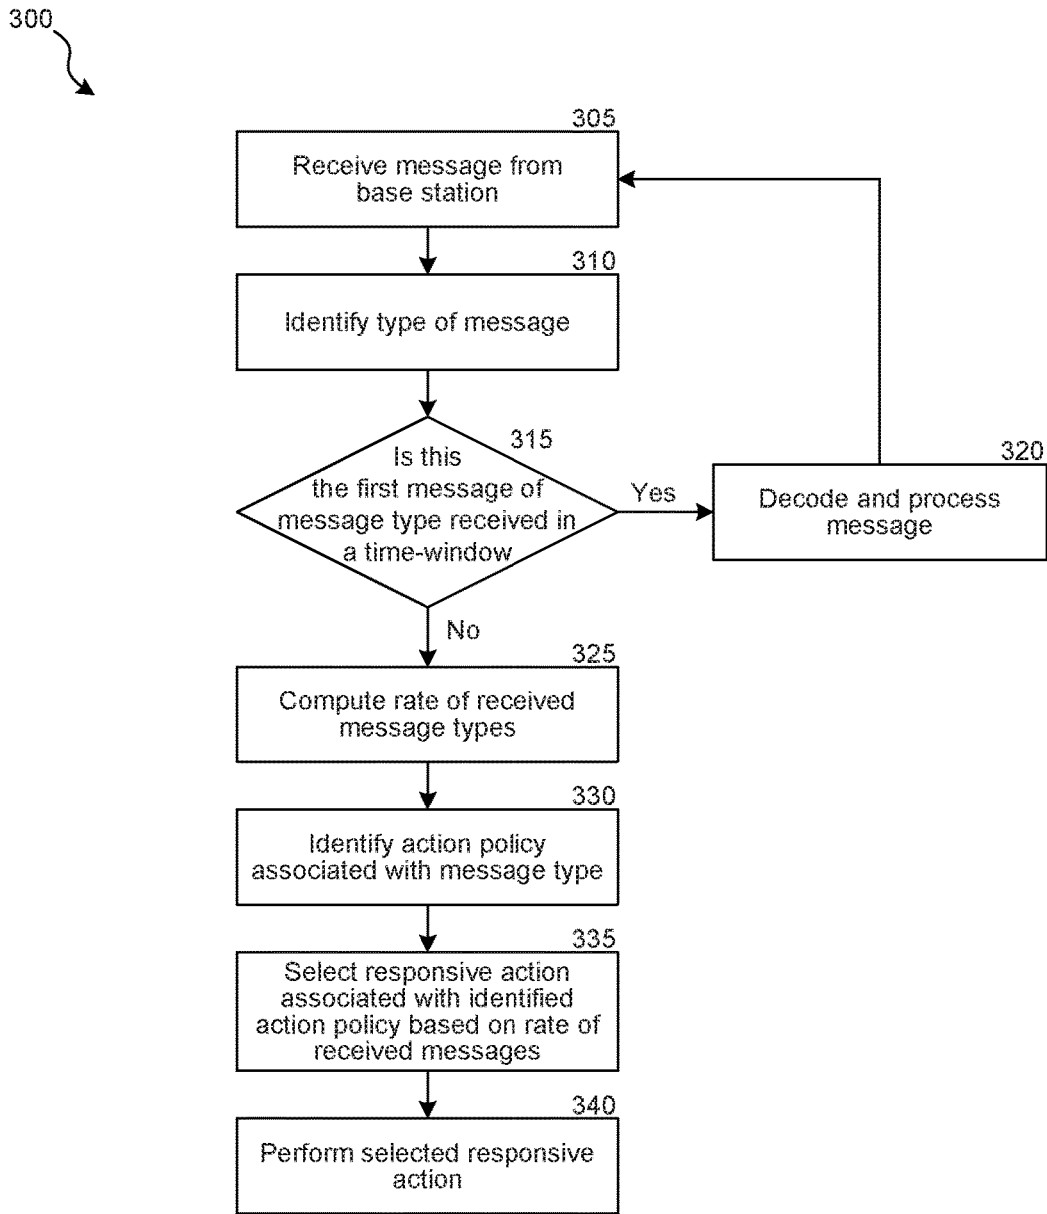 300
305
Receive message from
base station
310
Identify type of message
315
Is this
the first message of
message type received in
a time-window
Yes
320
Decode and process
message
No
325
Compute rate of received
message types
330
Identify action policy
associated with message type
335
Select responsive action
associated with identified
action policy based on rate of
received messages
340
Perform selected responsive
action